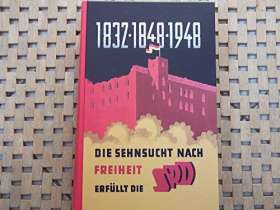 1832·1848·1948
DIE SEHNSUCHT NACH
FREIHEIT
ERFÜLLT DIE SPD